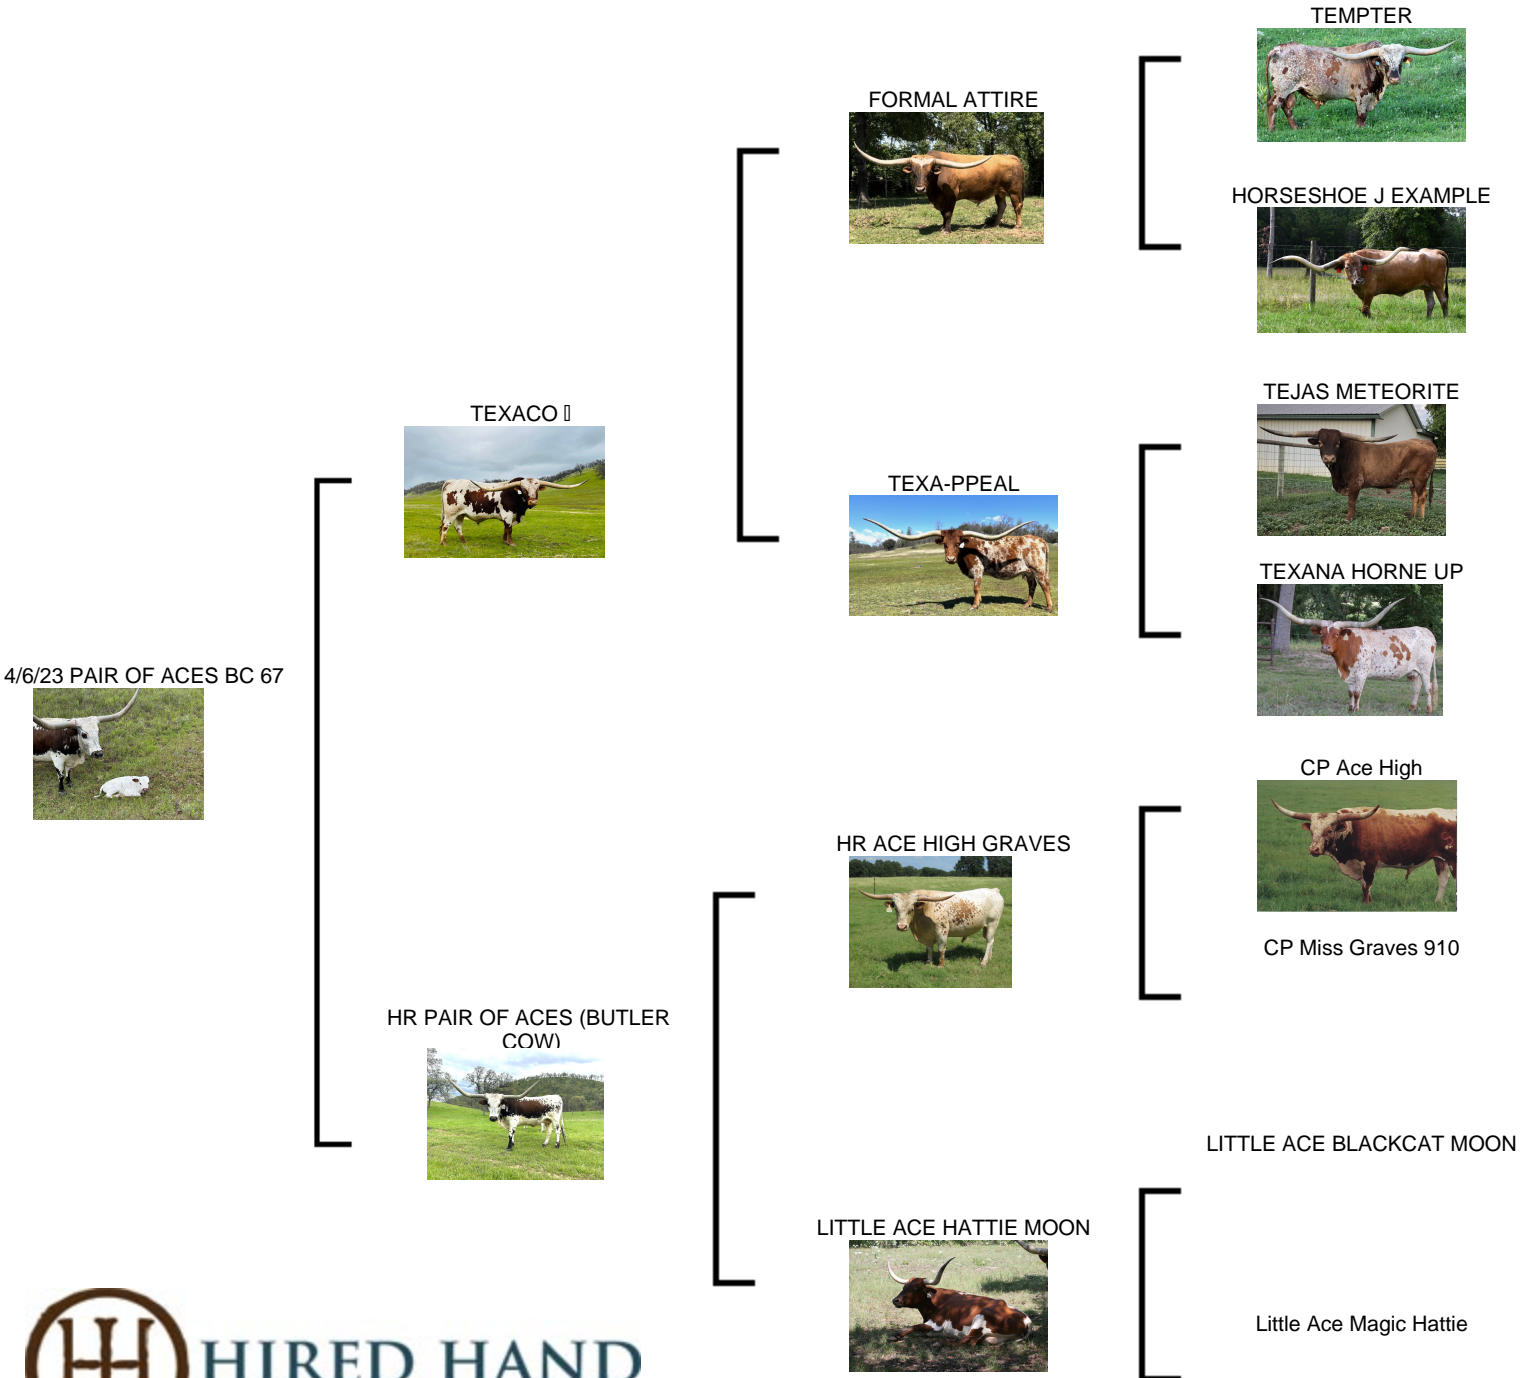 TEMPTER
FORMAL ATTIRE
HORSESHOE J EXAMPLE
TEJAS METEORITE
TEXACO
TEXA-PPEAL
TEXANA HORNE UP
4/6/23 PAIR OF ACES BC 67
CP Ace High
HR ACE HIGH GRAVES
CP Miss Graves 910
HR PAIR OF ACES (BUTLER
COW)
LITTLE ACE BLACKCAT MOON
LITTLE ACE HATTIE MOON
Little Ace Magic Hattie
HIRED HAND